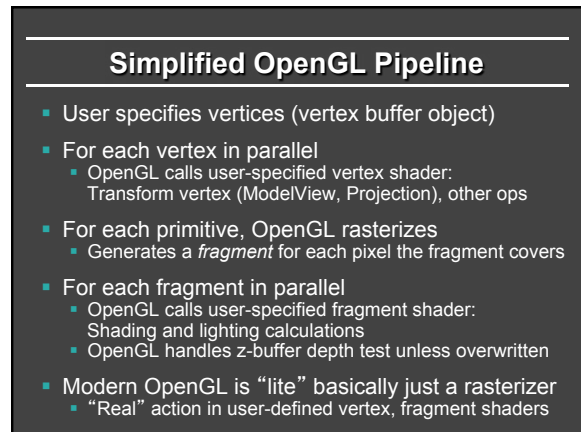 Simplified OpenGL Pipeline
User specifies vertices (vertex buffer object)
For each vertex in parallel
OpenGL calls user-specified vertex shader:
Transform vertex (ModelView, Projection), other ops
For each primitive, OpenGL rasterizes
Generates a fragment for each pixel the fragment covers
For each fragment in parallel
OpenGL calls user-specified fragment shader:
Shading and lighting calculations
OpenGL handles z-buffer depth test unless overwritten
Modern OpenGL is “lite” basically just a rasterizer
“Real” action in user-defined vertex, fragment shaders